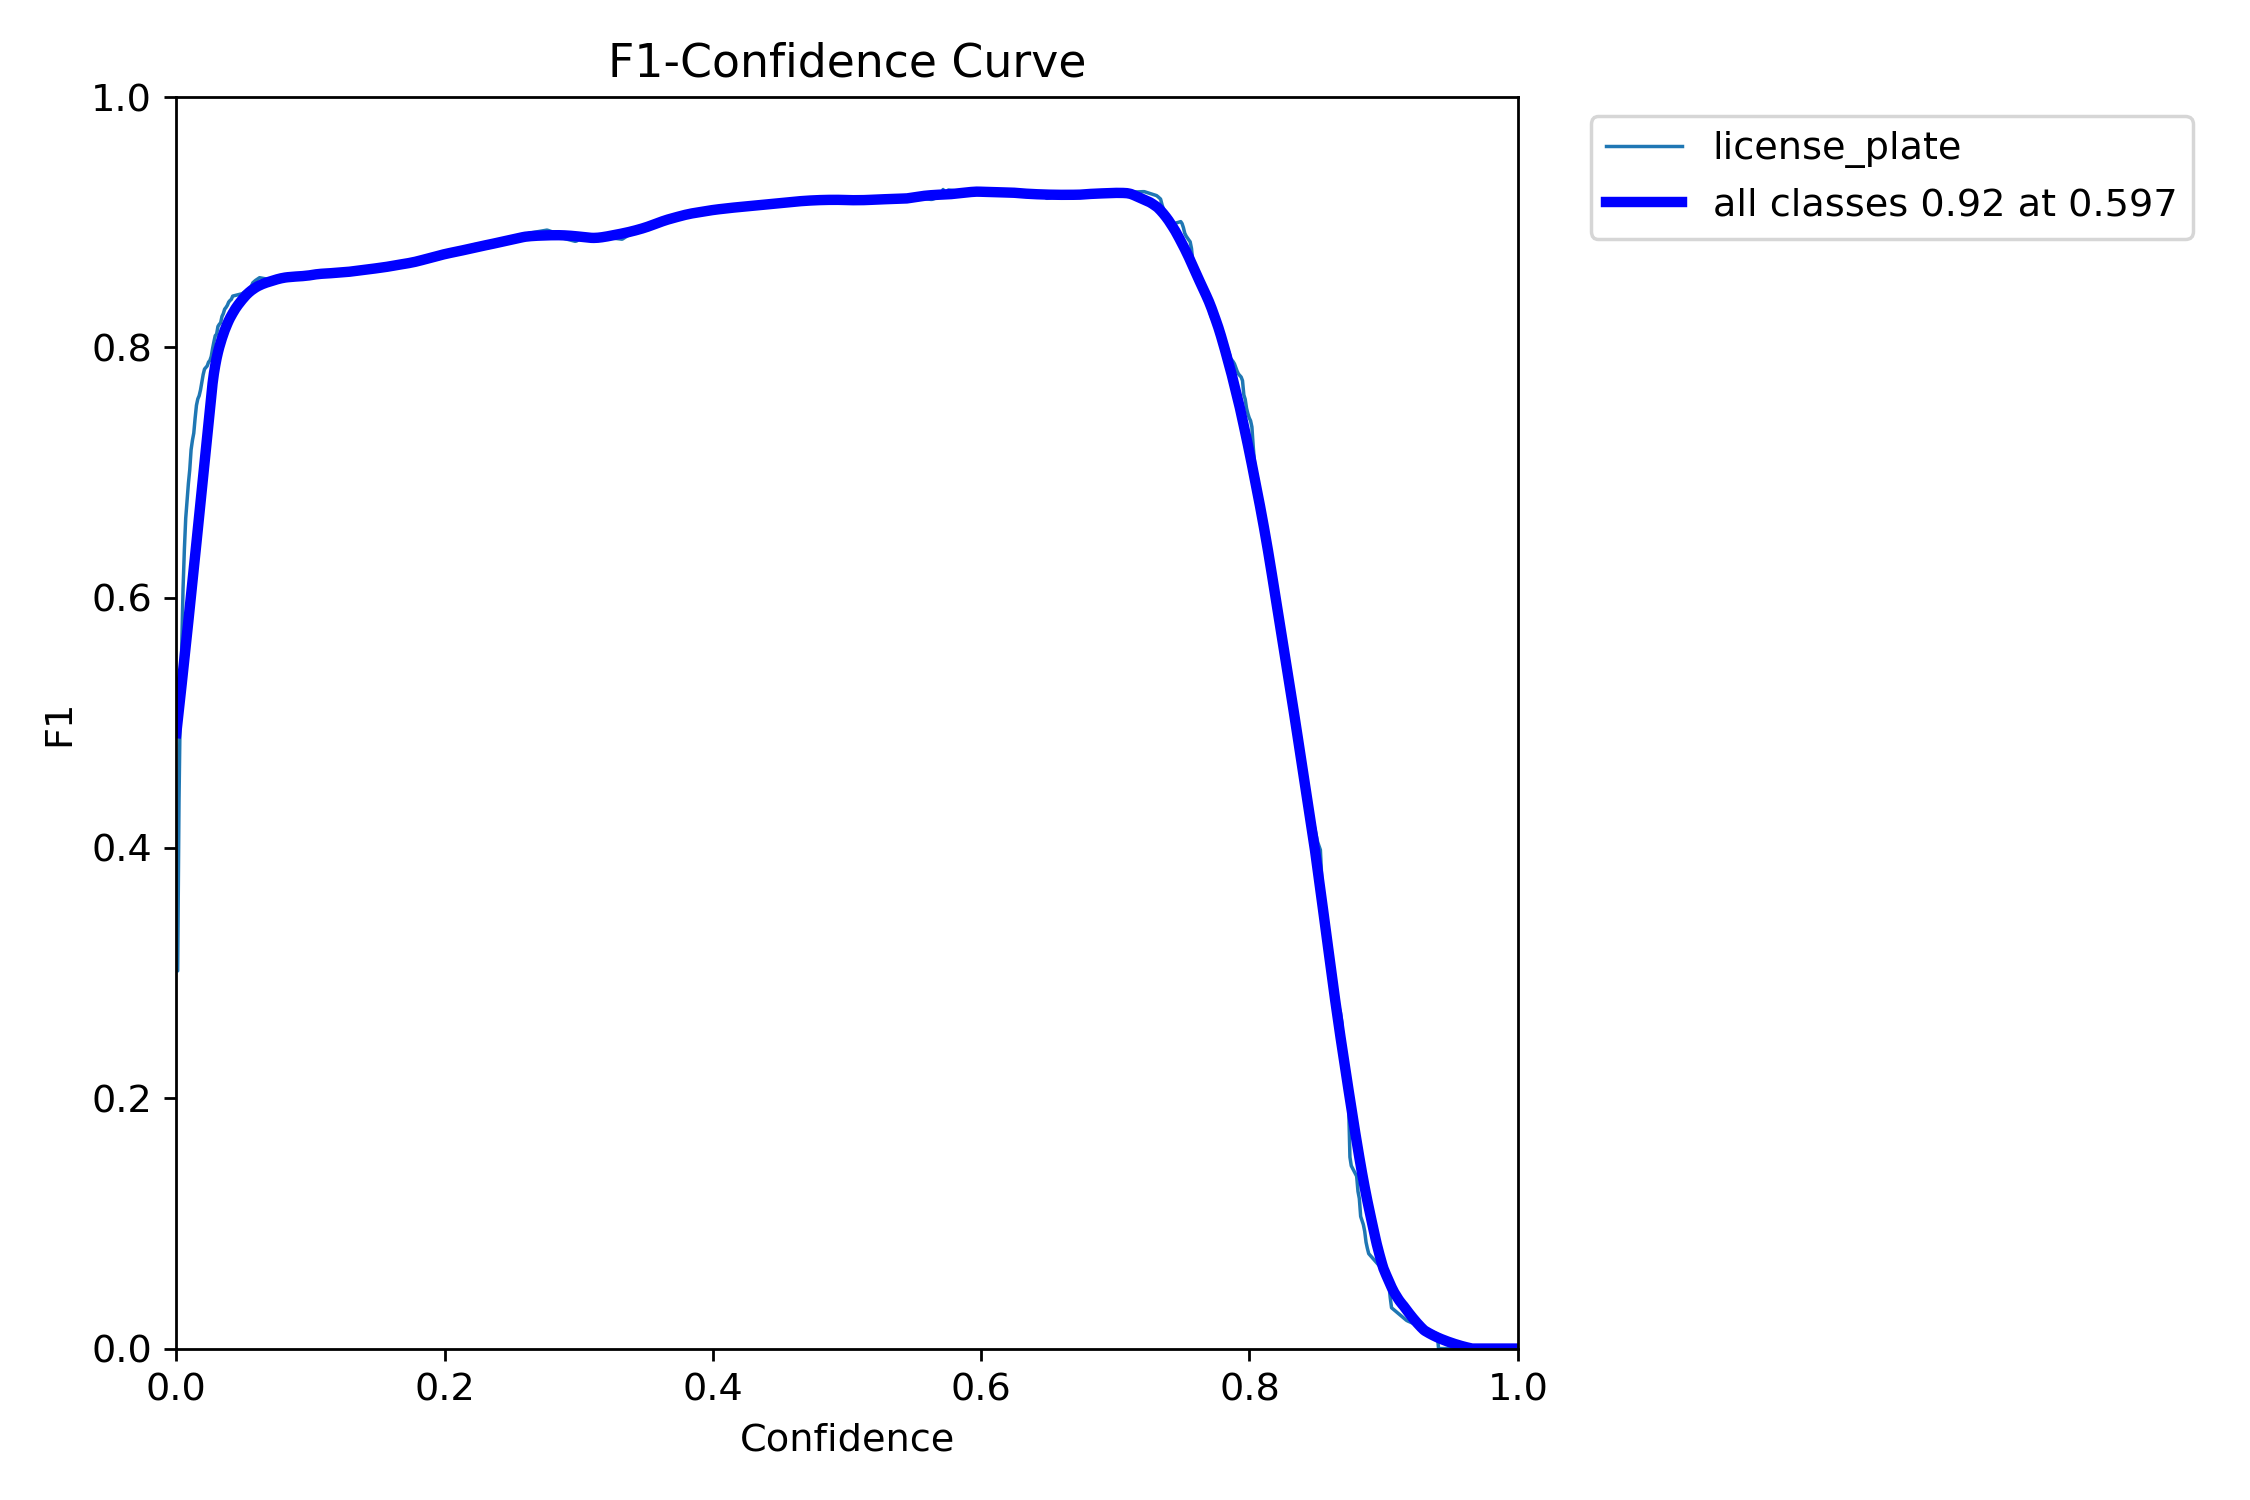 F1-Confidence Curve
1.0
0.8
0.6
0.4
0.2
0.0
F1
0.0 0.2 0.4 0.6 0.8 1.0
Confidence
license_plate
all classes 0.92 at 0.597